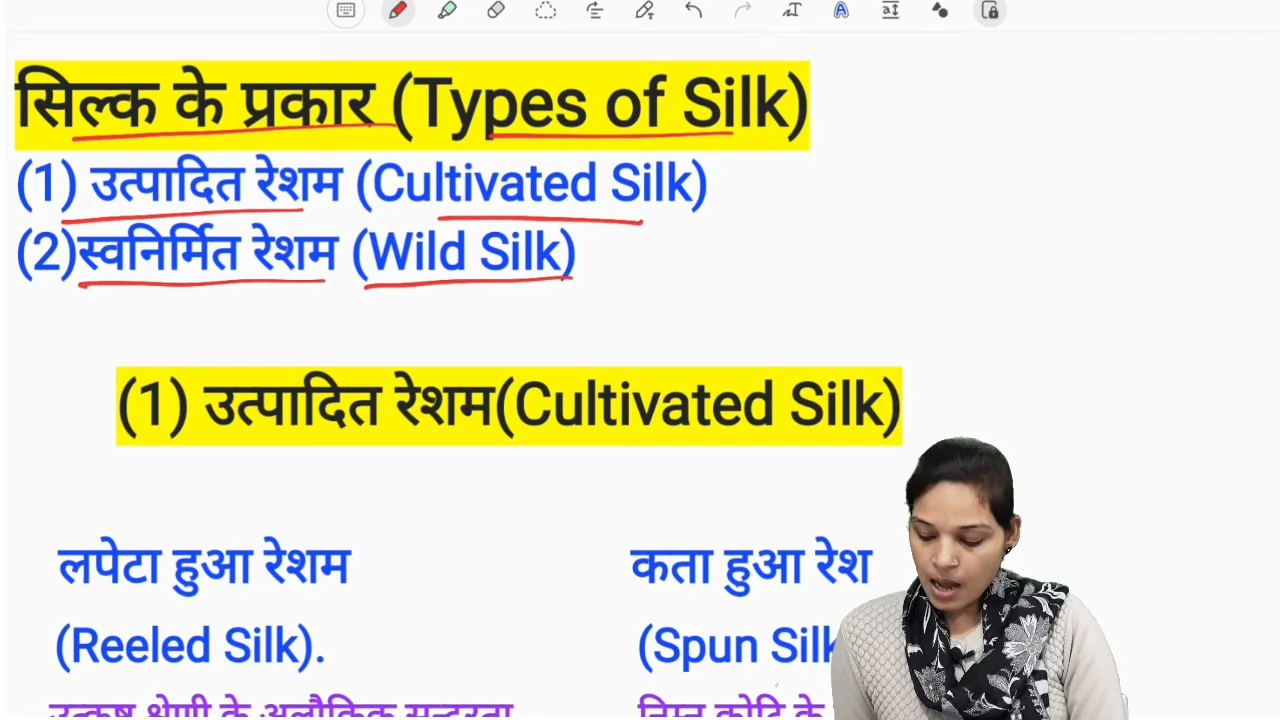 सिल्क के प्रकार (Types of Silk)
(1) उत्पादित रेशम (Cultivated Silk)
(2)स्वनिर्मित रेशम (Wild Silk)
(1) उत्पादित रेशम(Cultivated Silk)
लपेटा हुआ रेशम
कता हुआ रेश
(Reeled Silk).
(Spun Silk